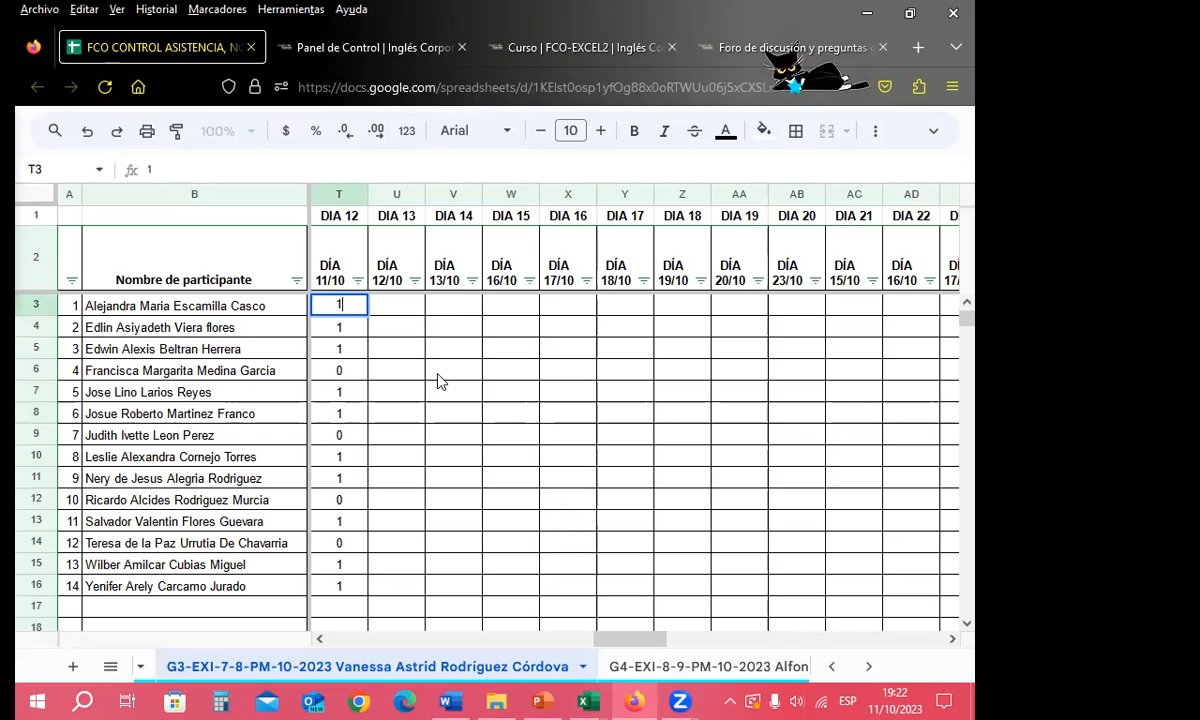 Archivo Editar Ver Historial Marcadores Herramientas Ayuda
FCO CONTROL ASISTENCIA, N Panel de Control | Inglés Corpor Curso | FCO-EXCEL2 | Inglés Co Foro de discusión y preguntas
https://docs.google.com/spreadsheets/d/1KElst0osp1yfOg88x0oRTWUu06j5xCXSL
100% $ % .0 .00 123 Arial 10 B I A
T3 fx 1
A B T U V W X Y Z AA AB AC AD
1 DIA 12 DIA 13 DIA 14 DIA 15 DIA 16 DIA 17 DIA 18 DIA 19 DIA 20 DIA 21 DIA 22 D
2 DÍA DÍA DÍA DÍA DÍA DÍA DÍA DÍA DÍA DÍA DÍA
Nombre de participante 11/10 12/10 13/10 16/10 17/10 18/10 19/10 20/10 23/10 15/10 16/10 17/
3 1 Alejandra Maria Escamilla Casco 1
4 2 Edlin Asiyadeth Viera flores 1
5 3 Edwin Alexis Beltran Herrera 1
6 4 Francisca Margarita Medina Garcia 0
7 5 Jose Lino Larios Reyes 1
8 6 Josue Roberto Martinez Franco 1
9 7 Judith Ivette Leon Perez 0
10 8 Leslie Alexandra Cornejo Torres 1
11 9 Nery de Jesus Alegria Rodriguez 1
12 10 Ricardo Alcides Rodriguez Murcia 0
13 11 Salvador Valentin Flores Guevara 1
14 12 Teresa de la Paz Urrutia De Chavarria 0
15 13 Wilber Amilcar Cubias Miguel 1
16 14 Yenifer Arely Carcamo Jurado 1
17
18
G3-EXI-7-8-PM-10-2023 Vanessa Astrid Rodríguez Córdova G4-EXI-8-9-PM-10-2023 Alfon
ESP 19:22
11/10/2023